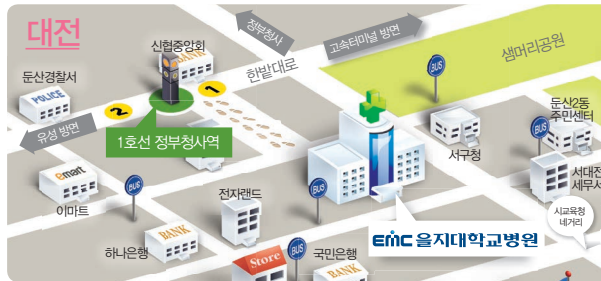 대전
정부청사
고속터미널 방면
샘머리공원
신협중앙회
BANK
한밭대로
BUS
둔산경찰서
POLICE
1
2
유성 방면
1호선 정부청사역
둔산2동
주민센터
BUS
서구청
서대전
세무서
emart
이마트
BUS
전자랜드
BUS
시교육청
네거리
EMC 을지대학교병원
하나은행
BANK
BUS
Store
국민은행
BANK